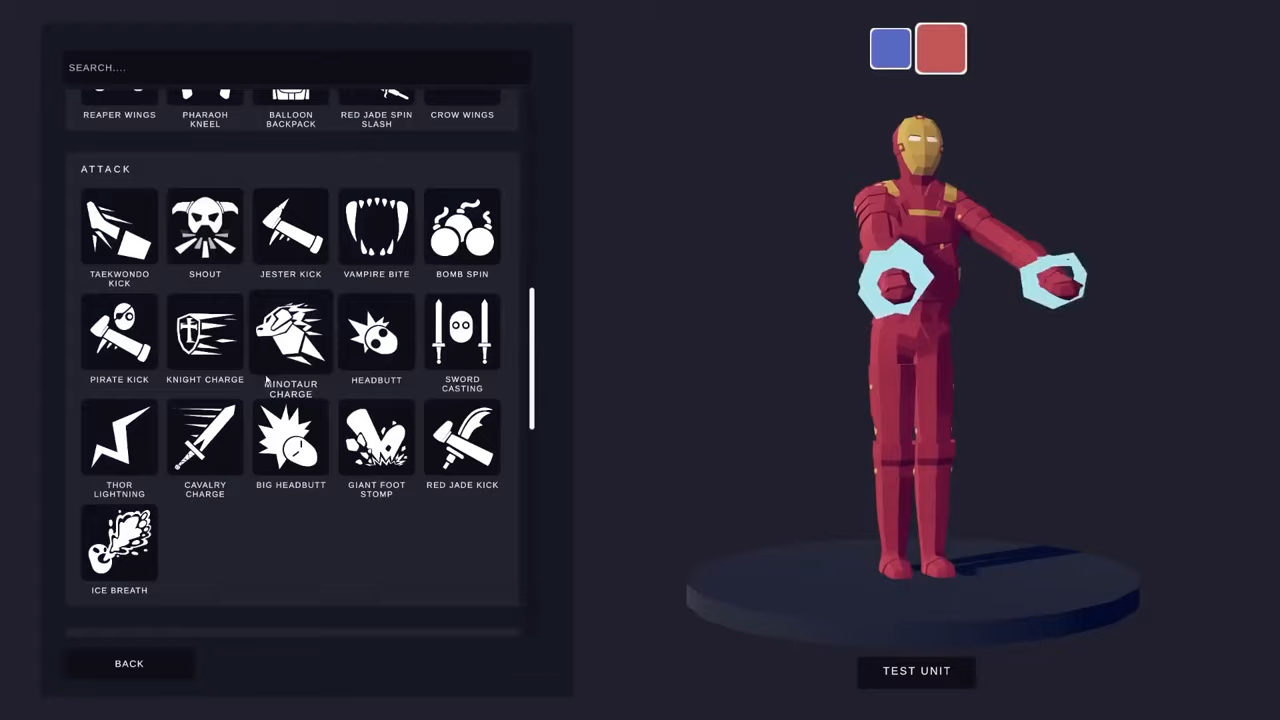 SEARCH....
REAPER WINGS
PHARAOH
KNEEL
BALLOON
BACKPACK
RED JADE SPIN
SLASH
CROW WINGS
ATTACK
TAEKWONDO
KICK
SHOUT
JESTER KICK
VAMPIRE BITE
BOMB SPIN
PIRATE KICK
KNIGHT CHARGE
MINOTAUR
CHARGE
HEADBUTT
SWORD
CASTING
THOR
LIGHTNING
CAVALRY
CHARGE
BIG HEADBUTT
GIANT FOOT
STOMP
RED JADE KICK
ICE BREATH
BACK
TEST UNIT